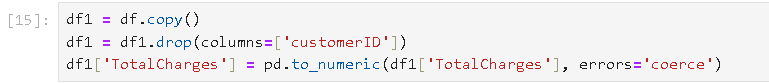 [15]:
df1 = df.copy()
df1 = df1.drop(columns=['customerID'])
df1['TotalCharges'] = pd.to_numeric(df1['TotalCharges'], errors='coerce')